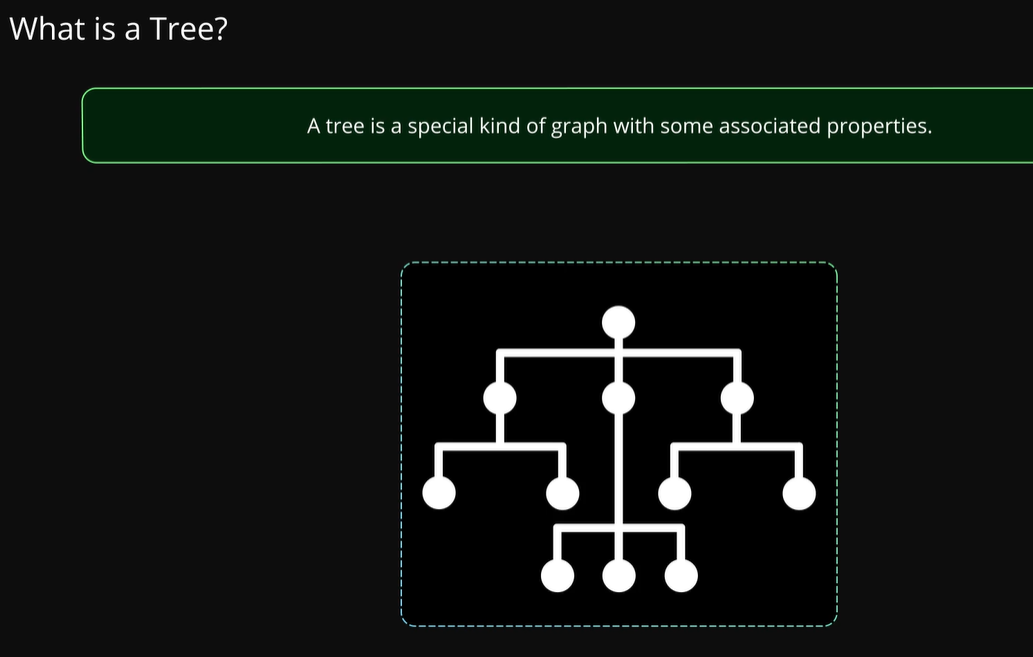 What is a Tree?
A tree is a special kind of graph with some associated properties.